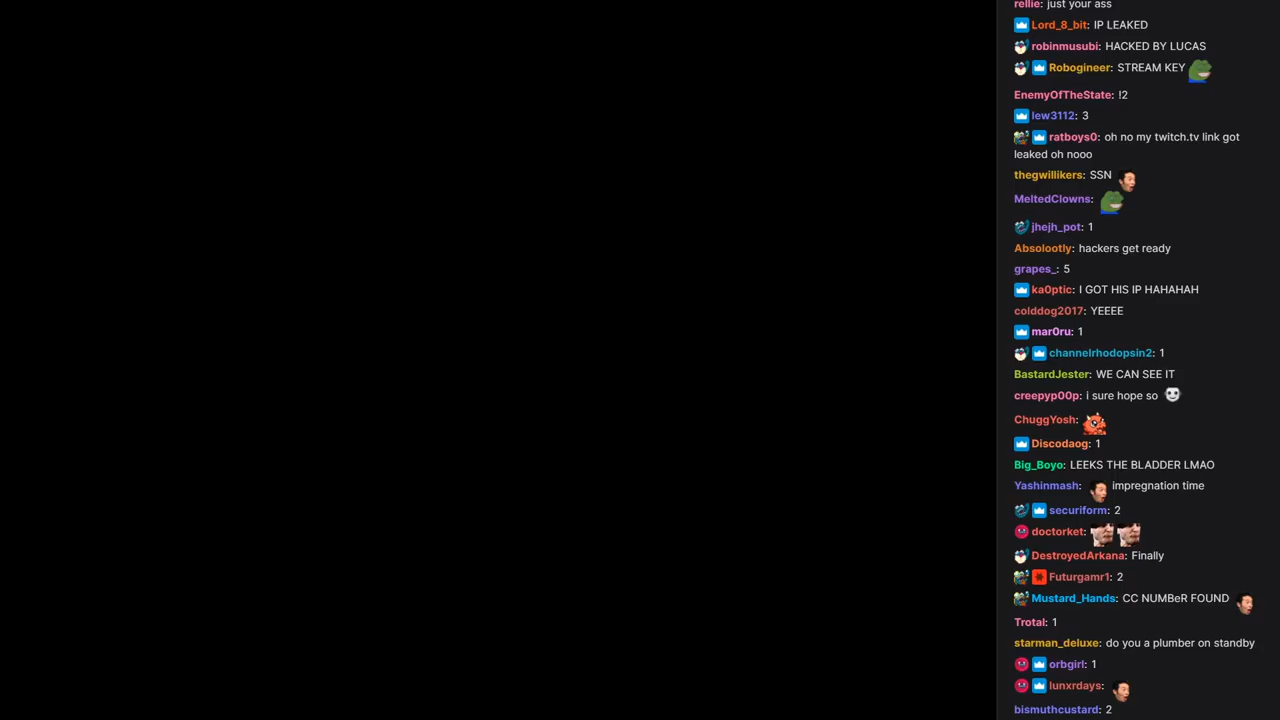 rellie: just your ass
Lord_8_bit: IP LEAKED
robinmusubi: HACKED BY LUCAS
Robogineer: STREAM KEY
EnemyOfTheState: !2
lew3112: 3
ratboys0: oh no my twitch.tv link got
leaked oh nooo
thegwillikers: SSN
MeltedClowns:
jhejh_pot: 1
Absolootly: hackers get ready
grapes_: 5
ka0ptic: I GOT HIS IP HAHAHAH
colddog2017: YEEEE
mar0ru: 1
channelrhodopsin2: 1
BastardJester: WE CAN SEE IT
creepyp00p: i sure hope so
ChuggYosh:
Discodaog: 1
Big_Boyo: LEEKS THE BLADDER LMAO
Yashinmash: impregnation time
securiform: 2
doctorket:
DestroyedArkana: Finally
Futurgamr1: 2
Mustard_Hands: CC NUMBeR FOUND
Trotal: 1
starman_deluxe: do you a plumber on standby
orbgirl: 1
lunxrdays:
bismuthcustard: 2